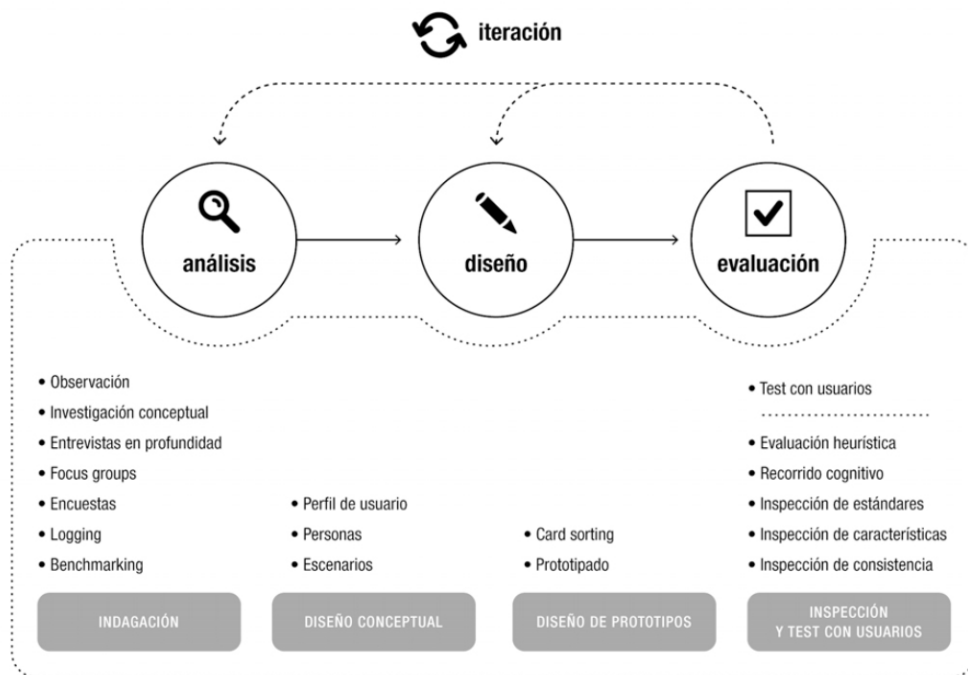 iteración
análisis
diseño
evaluación
• Observación
• Investigación conceptual
• Entrevistas en profundidad
• Focus groups
• Encuestas
• Logging
• Benchmarking
INDAGACIÓN
• Perfil de usuario
• Personas
• Escenarios
DISEÑO CONCEPTUAL
• Card sorting
• Prototipado
DISEÑO DE PROTOTIPOS
• Test con usuarios
• Evaluación heurística
• Recorrido cognitivo
• Inspección de estándares
• Inspección de características
• Inspección de consistencia
INSPECCIÓN
Y TEST CON USUARIOS